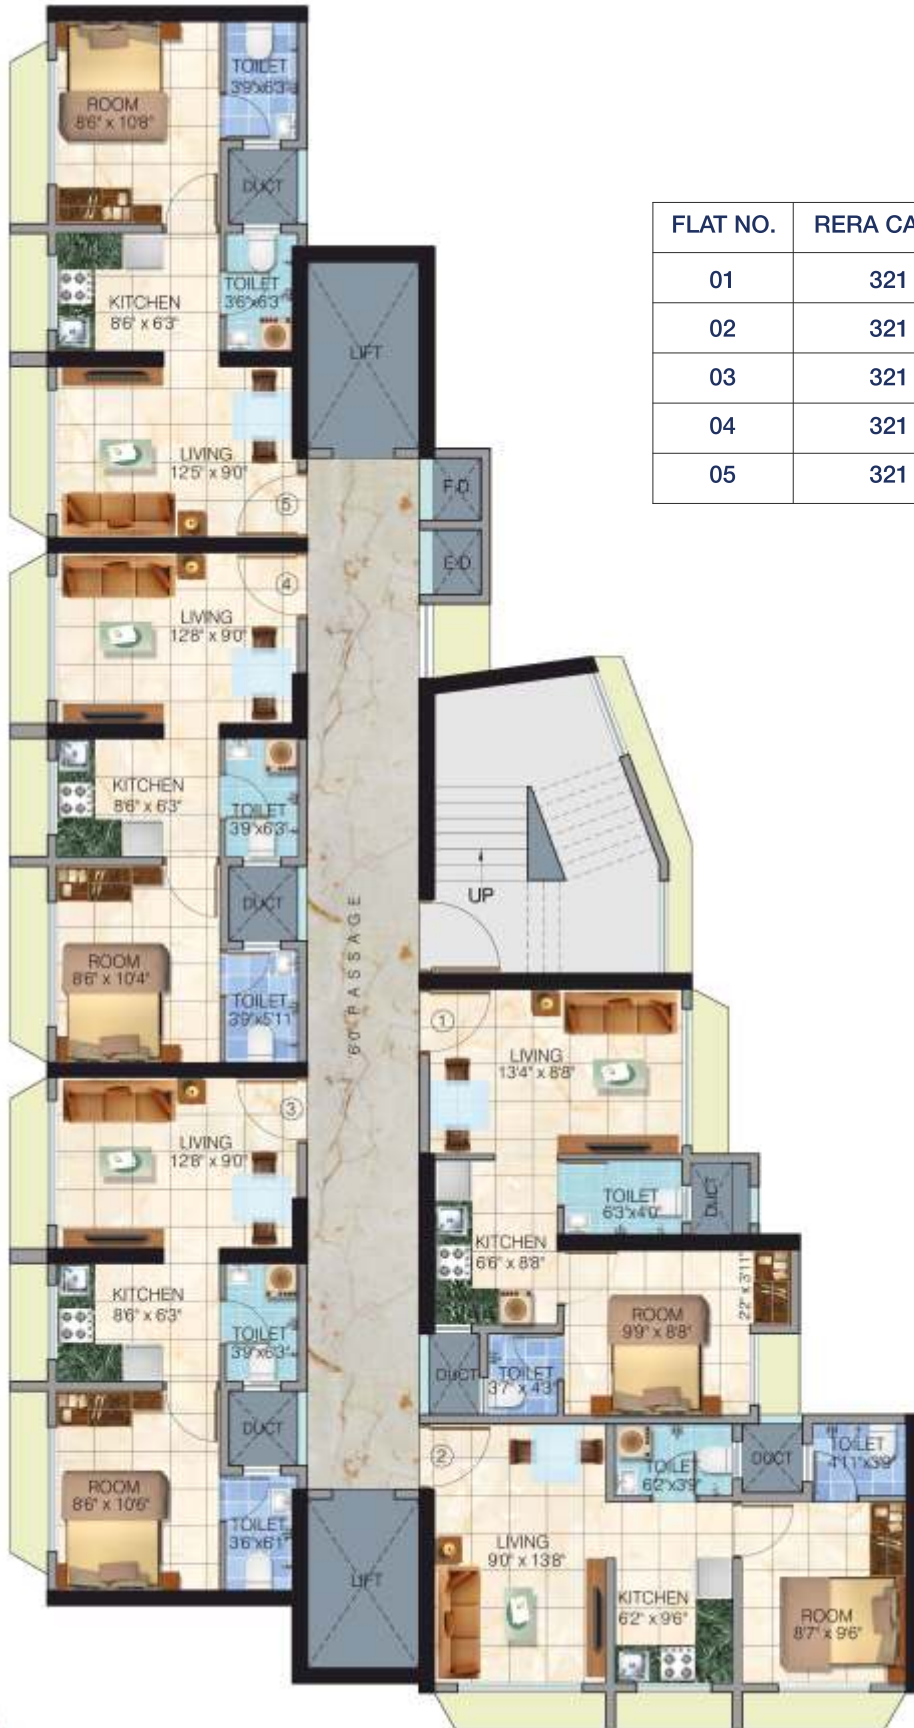 TOILET
3'9"x6'3"
ROOM
8'6" x 10'8"
DUCT
TOILET
3'6"x6'3"
KITCHEN
8'6" x 6'3"
LIFT
LIVING
12'5" x 9'0"
5
P.D.
E.D.
4
LIVING
12'8" x 9'0"
KITCHEN
8'6" x 6'3"
TOILET
3'9"x6'3"
DUCT
ROOM
8'6" x 10'4"
TOILET
3'9"x5'11"
6'0" PASSAGE
UP
3
LIVING
12'8" x 9'0"
KITCHEN
8'6" x 6'3"
TOILET
3'9"x6'3"
DUCT
ROOM
8'6" x 10'6"
TOILET
3'6"x6'1"
LIFT
1
LIVING
13'4" x 8'8"
TOILET
6'3"x4'0"
DUCT
KITCHEN
6'6" x 8'8"
2'2" x 3'11"
ROOM
9'9" x 8'8"
DUCT
TOILET
3'7" x 4'3"
2
TOILET
6'2"x3'9"
DUCT
TOILET
4'11"x3'9"
LIVING
9'0" x 13'8"
KITCHEN
6'2" x 9'6"
ROOM
8'7" x 9'6"
FLAT NO. RERA CA
01 321
02 321
03 321
04 321
05 321